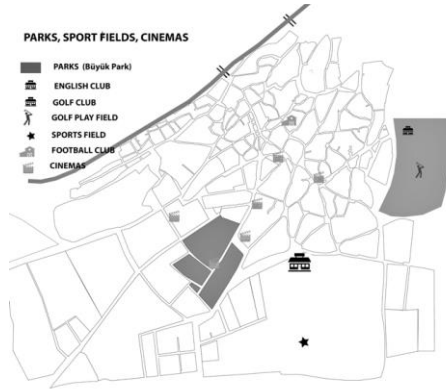 PARKS, SPORT FIELDS, CINEMAS
PARKS (Büyük Park)
ENGLISH CLUB
GOLF CLUB
GOLF PLAY FIELD
SPORTS FIELD
FOOTBALL CLUB
CINEMAS